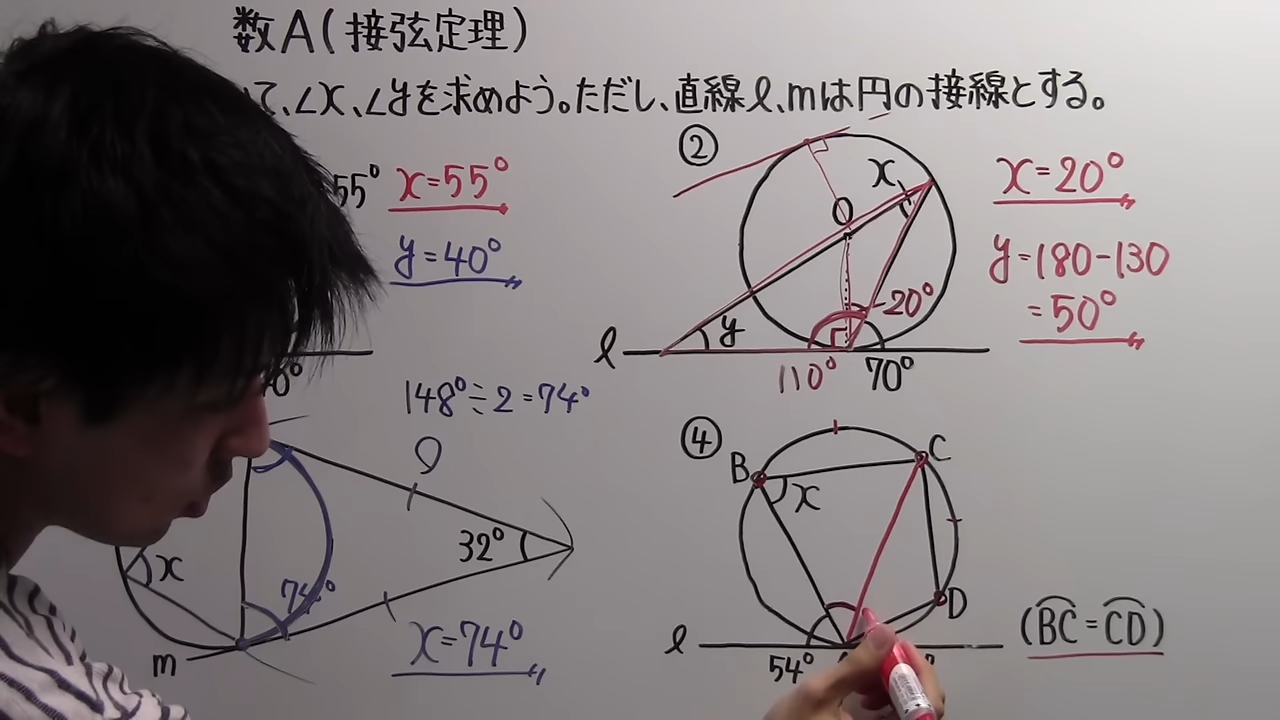 数A(接弦定理)
て、∠x、∠yを求めよう。ただし、直線l、mは円の接線とする。
55° x=55°
y=40°
0°
②
x
O
20°
y
l
110° 70°
x=20°
y=180-130
=50°
148°÷2=74°
l
32°
x
74°
m
x=74°
④
B
C
x
D
l
54°
(BC=CD)